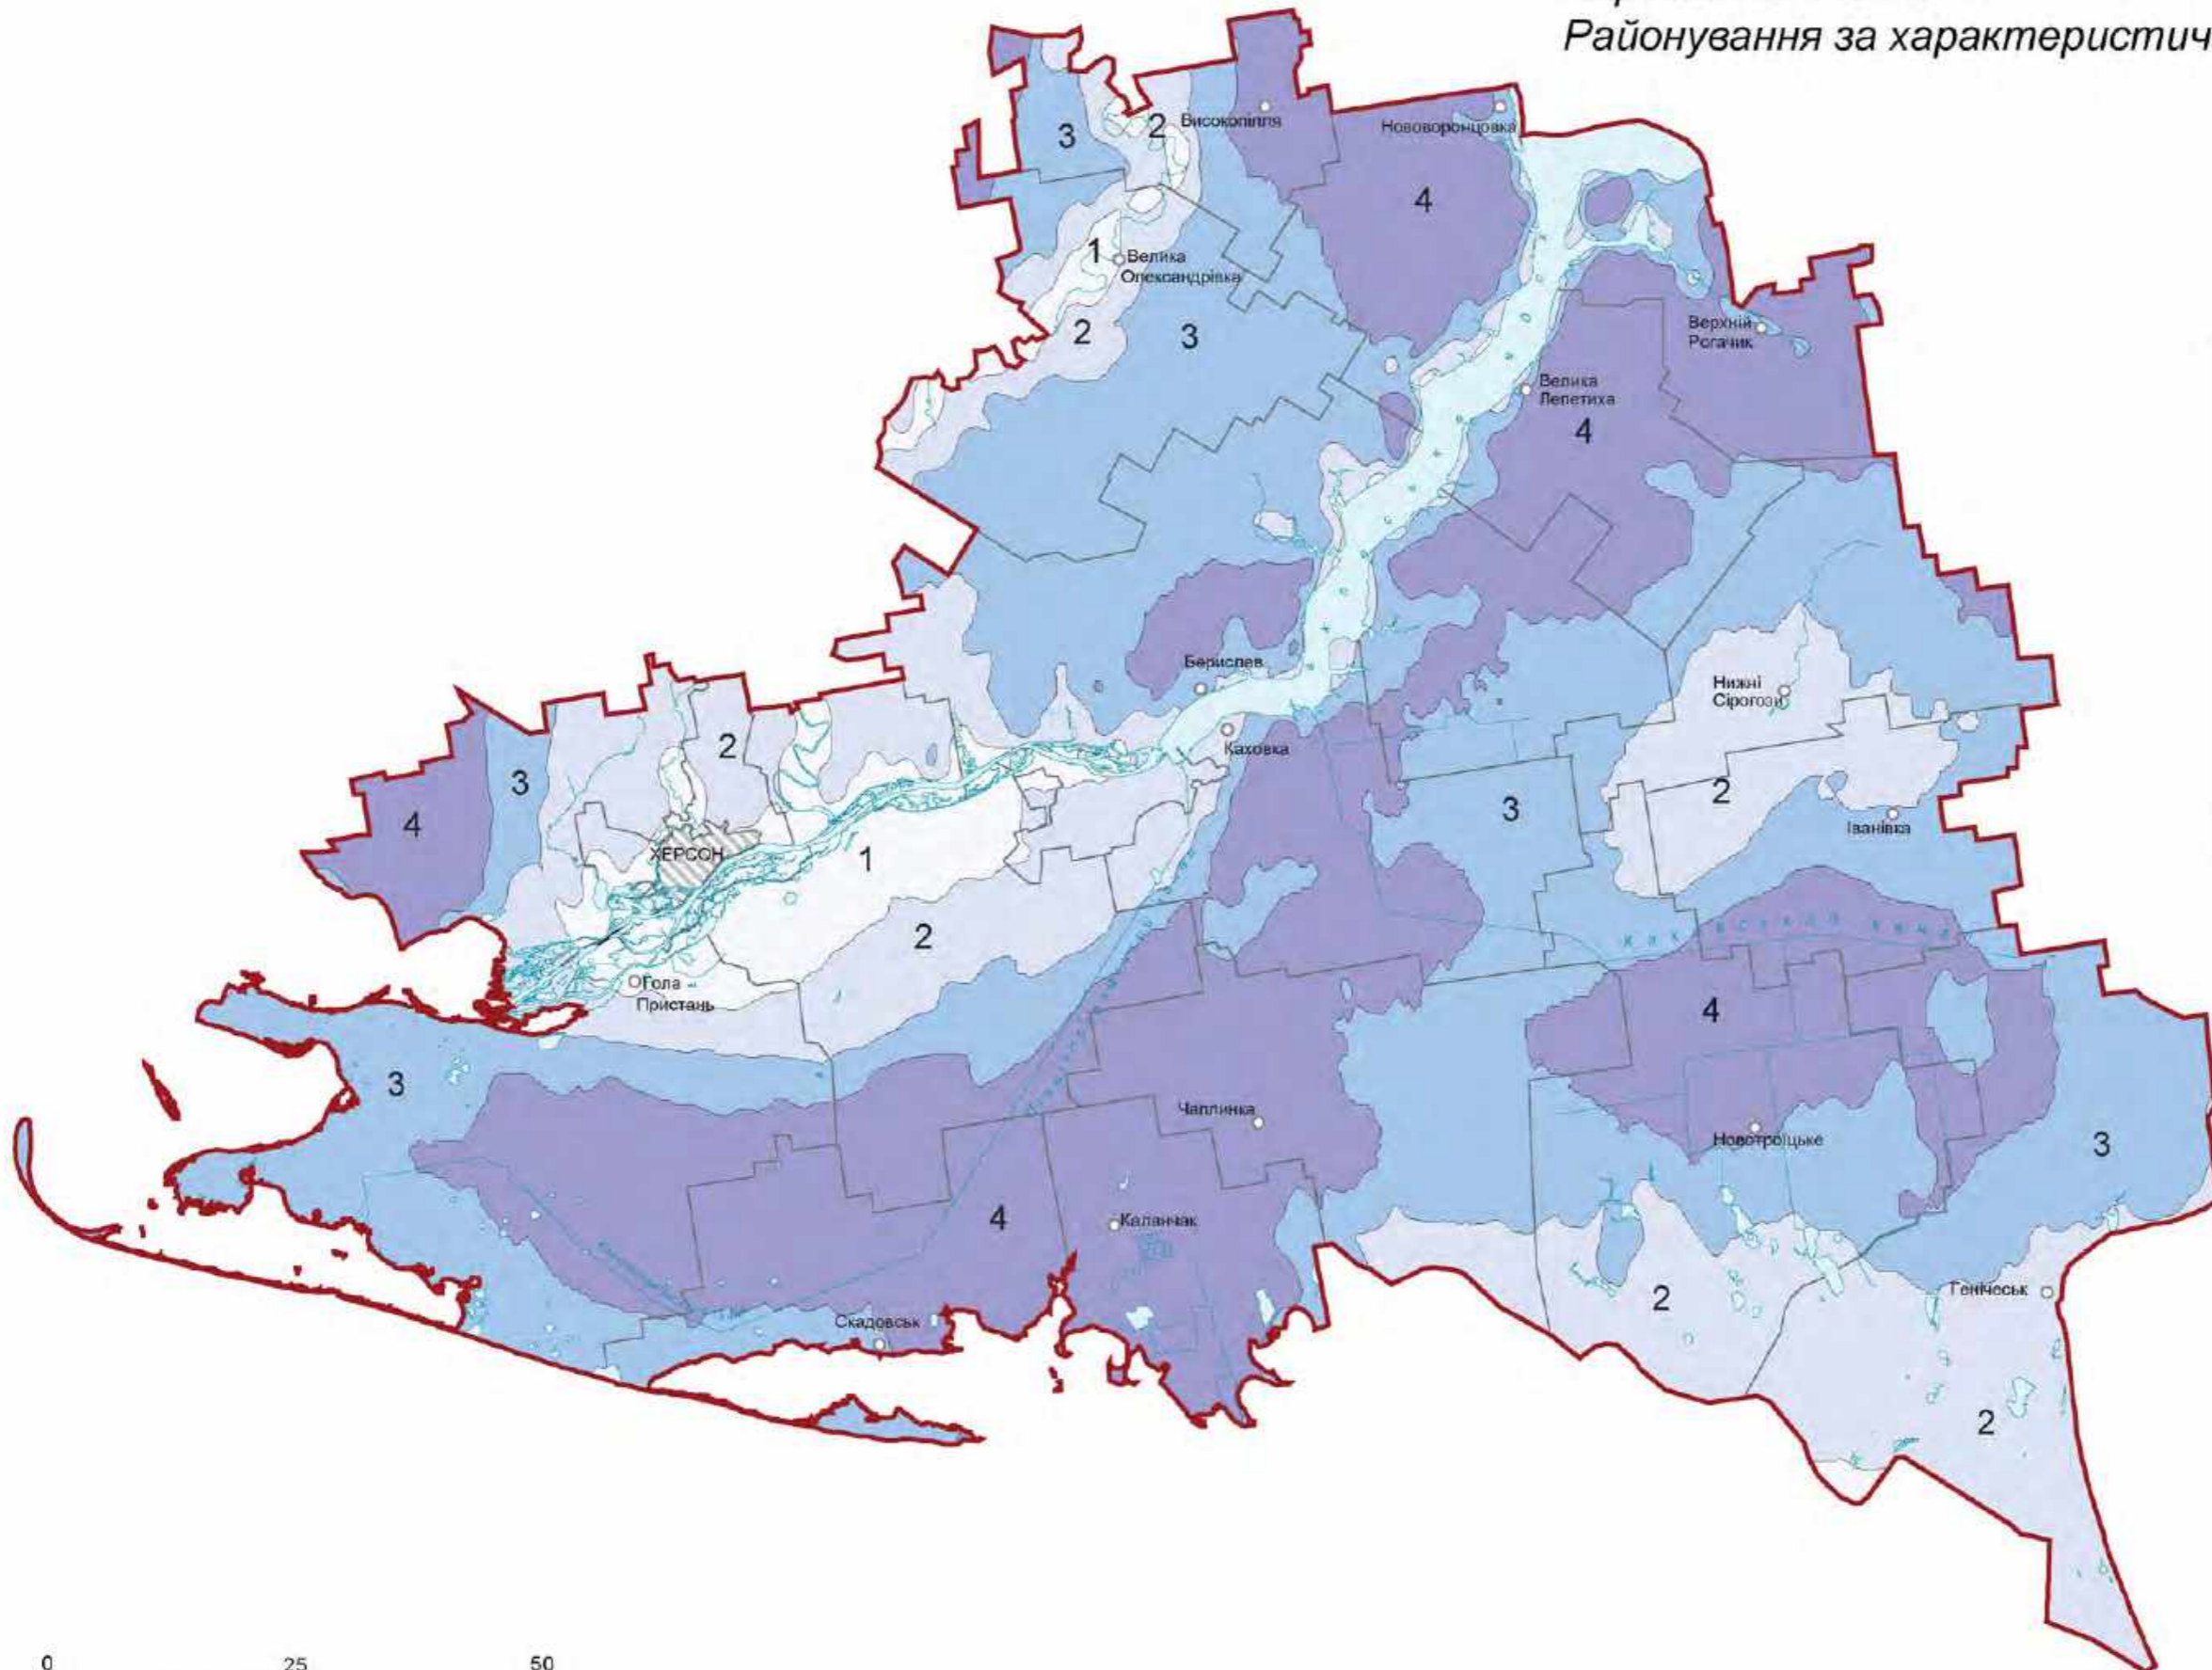 Районування за характеристич
3
2
Високопілля
Нововоронцовка
4
1
Велика
Олександрівка
2
3
Верхній
Рогачик
Велика
Лепетиха
4
Берислав
Нижні
Сірогози
2
Каховка
3
4
2
3
Іванівка
ХЕРСОН
1
2
Гола
Пристань
4
3
Чаплинка
Новотроїцьке
3
4
Каланчак
2
Генічеськ
Скадовськ
2
0 25 50